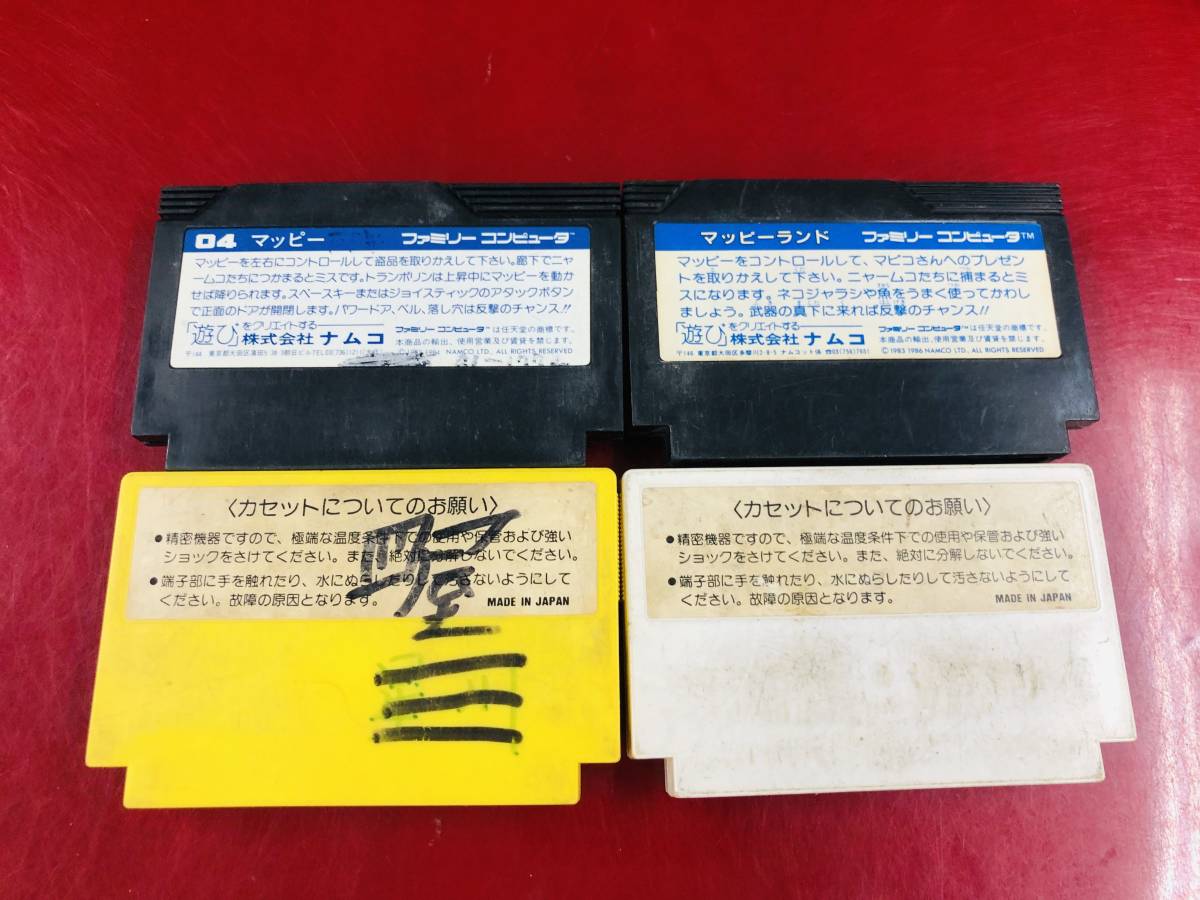 04 マッピー ファミリー コンピュータ™
マッピーを左右にコントロールして盗品を取りかえして下さい。廊下でニャ
ームコたちにつかまるとミスです。トランポリンは上昇中にマッピーを動か
せば降りられます。スペースキーまたはジョイスティックのアタックボタン
で正面のドアが開閉します。パワードア、ベル、落し穴は反撃のチャンス!!
「遊び」をクリエイトする 株式会社 ナムコ
ファミリー コンピュータ™は任天堂の商標です。
本商品の輸出、使用営業及び賃貸を禁じます。
NAMCO LTD., ALL RIGHTS RESERVED
マッピーランド ファミリー コンピュータ™
マッピーをコントロールして、マピコさんへのプレゼン
トを取りかえして下さい。ニャームコたちに捕まるとミ
スになります。ネコジャラシや魚をうまく使ってかわし
ましょう。武器の真下に来れば反撃のチャンス!!
「遊び」をクリエイトする 株式会社 ナムコ
ファミリー コンピュータ™は任天堂の商標です。
本商品の輸出、使用営業及び賃貸を禁じます。
〒146 東京都大田区多摩川2-8-5 ナムコット係 ☎03(756)7651
© 1983 1986 NAMCO LTD., ALL RIGHTS RESERVED
〈カセットについてのお願い〉
●精密機器ですので、極端な温度条件下での使用や保管および強い
ショックをさけてください。また、絶対に分解しないでください。
●端子部に手を触れたり、水にぬらしたりして汚さないようにして
ください。故障の原因となります。
MADE IN JAPAN
〈カセットについてのお願い〉
●精密機器ですので、極端な温度条件下での使用や保管および強い
ショックをさけてください。また、絶対に分解しないでください。
●端子部に手を触れたり、水にぬらしたりして汚さないようにして
ください。故障の原因となります。
MADE IN JAPAN